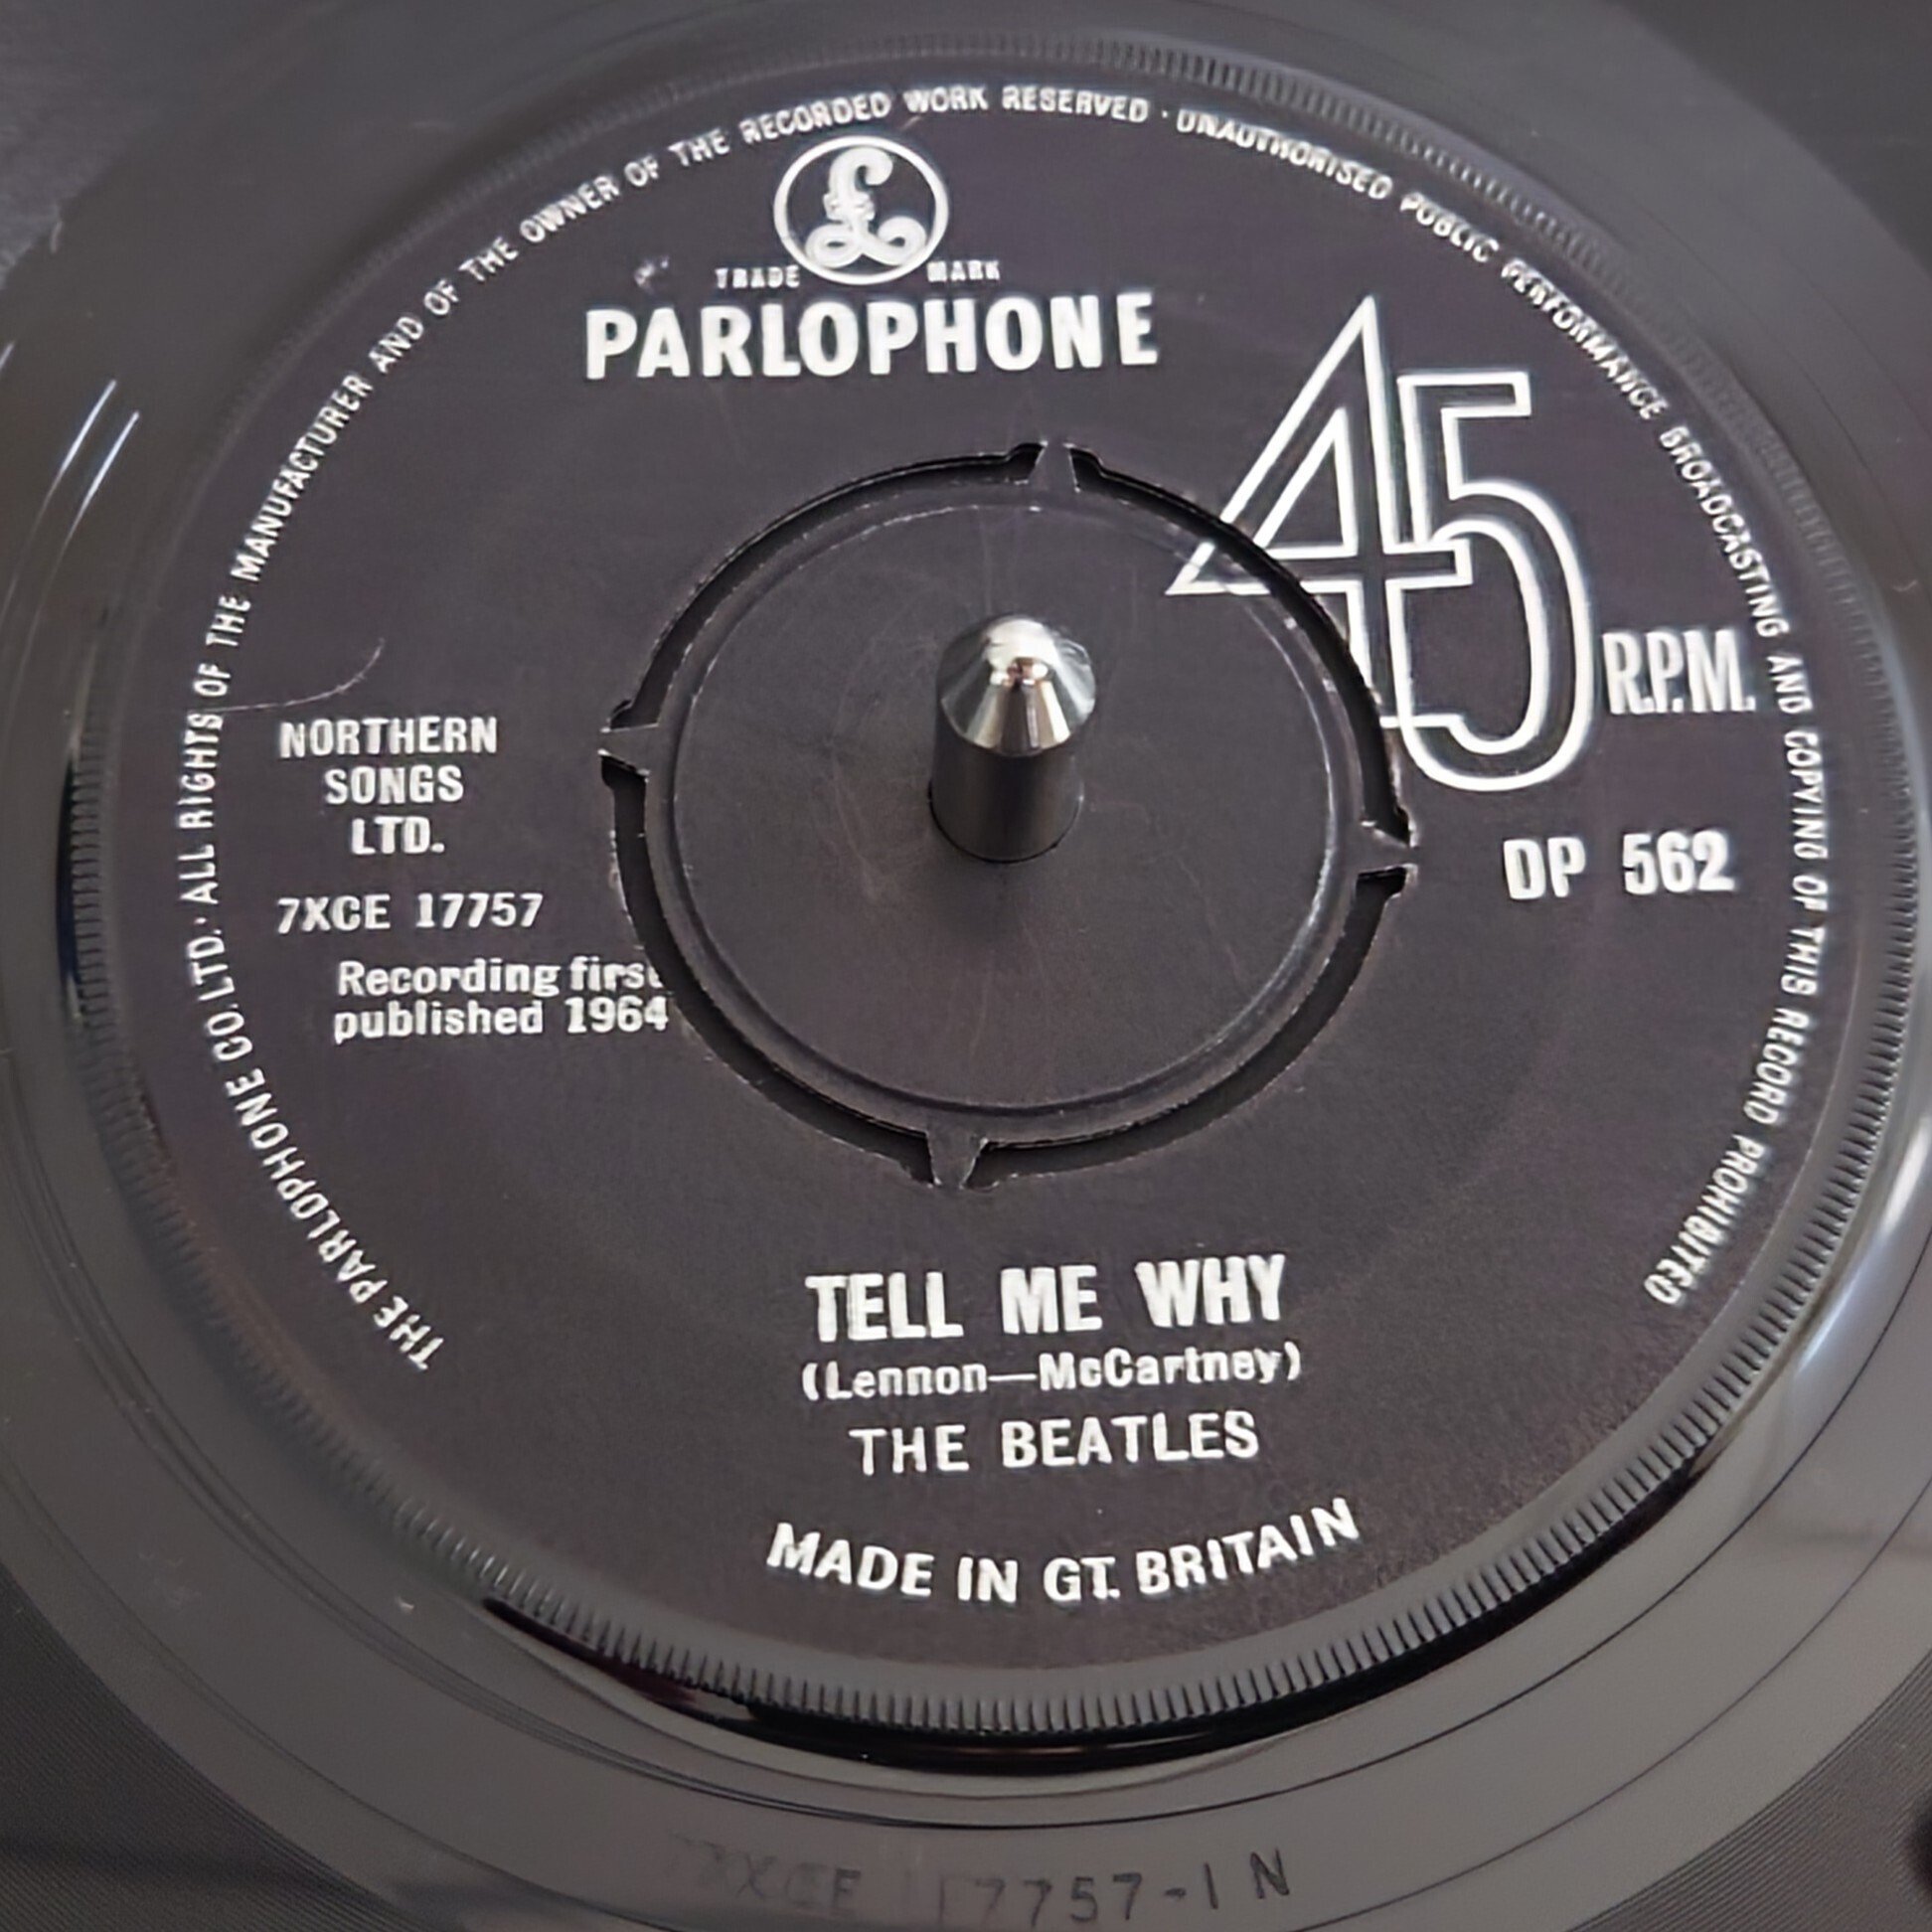 THE PARLOPHONE CO. LTD. · ALL RIGHTS OF THE MANUFACTURER AND OF THE OWNER OF THE RECORDED WORK RESERVED · UNAUTHORISED PUBLIC PERFORMANCE BROADCASTING AND COPYING OF THIS RECORD PROHIBITED
£
TRADE MARK
PARLOPHONE
45 R.P.M.
NORTHERN
SONGS
LTD.
7XCE 17757
Recording first
published 1964
DP 562
TELL ME WHY
(Lennon—McCartney)
THE BEATLES
MADE IN GT. BRITAIN
7XCE 17757-1 N